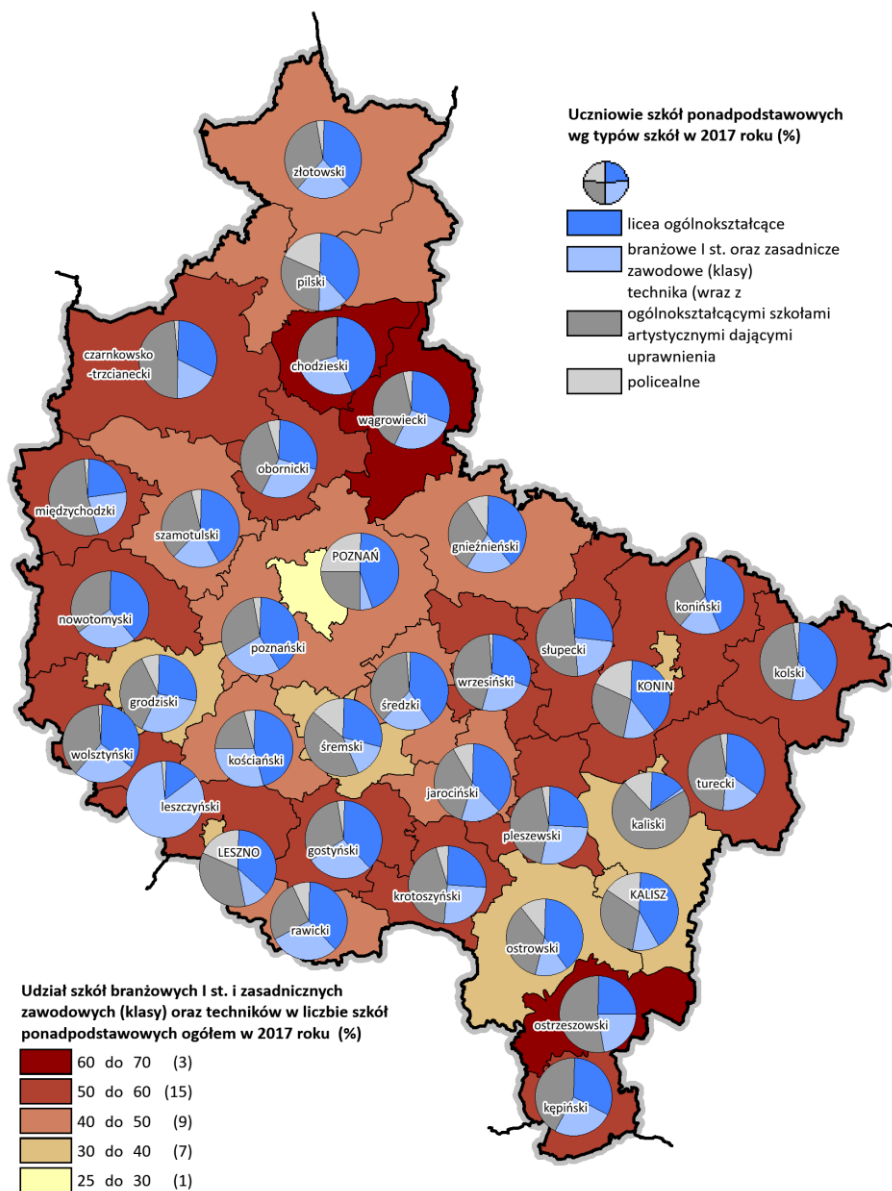 Uczniowie szkół ponadpodstawowych
wg typów szkół w 2017 roku (%)
licea ogólnokształcące
branżowe I st. oraz zasadnicze
zawodowe (klasy)
technika (wraz z
ogólnokształcącymi szkołami
artystycznymi dającymi
uprawnienia
policealne
złotowski
pilski
czarnkowsko
-trzcianecki
chodzieski
wągrowiecki
obornicki
międzychodzki
szamotulski
gnieźnieński
POZNAŃ
nowotomyski
koniński
poznański
słupecki
kolski
wrzesiński
grodziski
średzki
KONIN
wolsztyński
kościański
śremski
turecki
leszczyński
jarociński
kaliski
pleszewski
LESZNO
gostyński
krotoszyński
KALISZ
rawicki
ostrowski
ostrzeszowski
kępiński
Udział szkół branżowych I st. i zasadnicznych
zawodowych (klasy) oraz techników w liczbie szkół
ponadpodstawowych ogółem w 2017 roku (%)
60 do 70 (3)
50 do 60 (15)
40 do 50 (9)
30 do 40 (7)
25 do 30 (1)